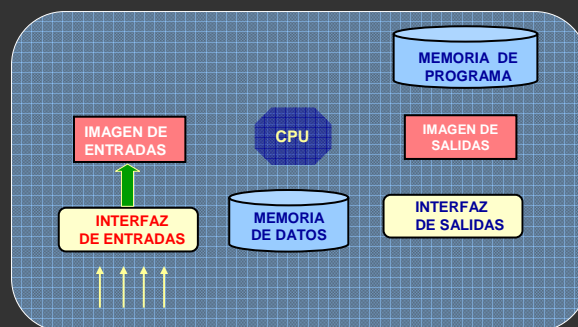 MEMORIA DE
PROGRAMA
IMAGEN DE
ENTRADAS
CPU
IMAGEN DE
SALIDAS
INTERFAZ
DE ENTRADAS
MEMORIA
DE DATOS
INTERFAZ
DE SALIDAS